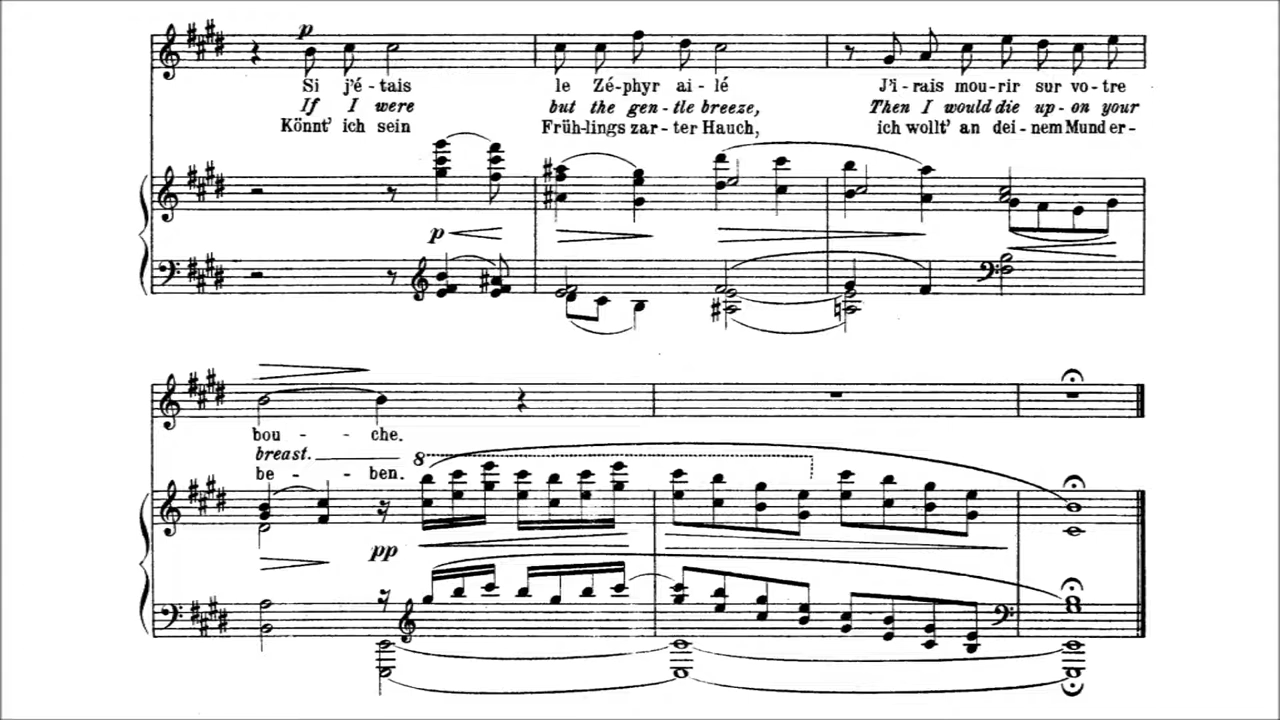 p
Si j'é - tais le Zé-phyr ai - lé J'i - rais mou-rir sur vo - tre
If I were but the gen - tle breeze, Then I would die up - on your
Könnt' ich sein Früh-lings zar - ter Hauch, ich wollt' an dei - nem Mund er -
p
bou - - che.
breast.
be - - ben.
8
pp